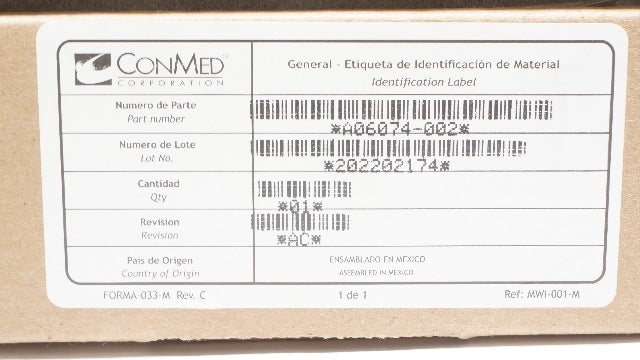 CONMED™
CORPORATION
General - Etiqueta de Identificación de Material
Identification Label
Numero de Parte
Part number
*A06074-002*
Numero de Lote
Lot No.
*202202174*
Cantidad
Qty
*01*
Revision
Revision
*AC*
Pais de Origen
Country of Origin
ENSAMBLADO EN MEXICO
ASSEMBLED IN MEXICO
FORMA-033-M Rev. C
1 de 1
Ref: MWI-001-M